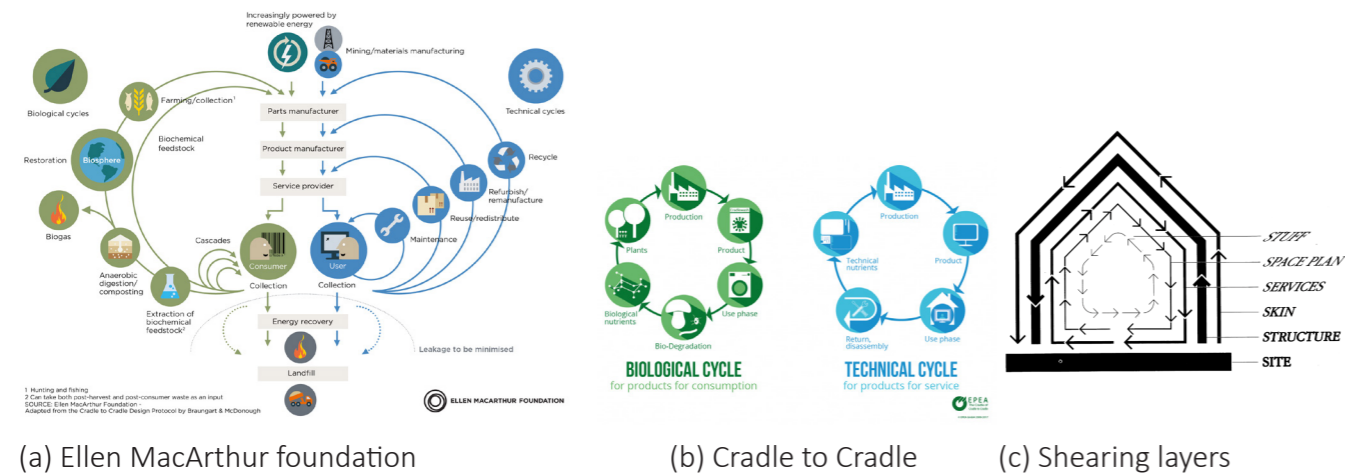 Increasingly powered by
renewable energy
Mining/materials manufacturing
Biological cycles
Technical cycles
Farming/collection¹
Parts manufacturer
Biochemical
feedstock
Product manufacturer
Restoration
Biosphere
Recycle
Service provider
Refurbish/
remanufacture
Biogas
Reuse/redistribute
Cascades
Maintenance
Consumer
User
Anaerobic
digestion/
composting
Collection
Collection
Extraction of
biochemical
feedstock²
Energy recovery
Leakage to be minimised
Landfill
1 Hunting and fishing
2 Can take both post-harvest and post-consumer waste as an input
SOURCE: Ellen MacArthur Foundation -
Adapted from the Cradle to Cradle Design Protocol by Braungart & McDonough
ELLEN MACARTHUR FOUNDATION
Production
Plants
Product
Biological
nutrients
Use phase
Bio-Degradation
BIOLOGICAL CYCLE
for products for consumption
Production
Technical
nutrients
Product
Return,
disassembly
Use phase
TECHNICAL CYCLE
for products for service
EPEA
STUFF
SPACE PLAN
SERVICES
SKIN
STRUCTURE
SITE
(a) Ellen MacArthur foundation
(b) Cradle to Cradle
(c) Shearing layers